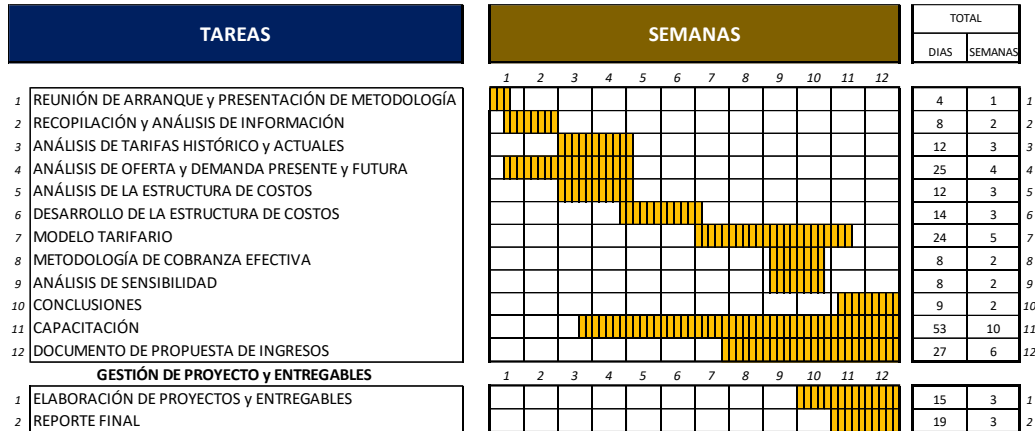 TAREAS SEMANAS TOTAL
DIAS SEMANAS
1 2 3 4 5 6 7 8 9 10 11 12
1 REUNIÓN DE ARRANQUE y PRESENTACIÓN DE METODOLOGÍA 4 1 1
2 RECOPILACIÓN y ANÁLISIS DE INFORMACIÓN 8 2 2
3 ANÁLISIS DE TARIFAS HISTÓRICO y ACTUALES 12 3 3
4 ANÁLISIS DE OFERTA y DEMANDA PRESENTE y FUTURA 25 4 4
5 ANÁLISIS DE LA ESTRUCTURA DE COSTOS 12 3 5
6 DESARROLLO DE LA ESTRUCTURA DE COSTOS 14 3 6
7 MODELO TARIFARIO 24 5 7
8 METODOLOGÍA DE COBRANZA EFECTIVA 8 2 8
9 ANÁLISIS DE SENSIBILIDAD 8 2 9
10 CONCLUSIONES 9 2 10
11 CAPACITACIÓN 53 10 11
12 DOCUMENTO DE PROPUESTA DE INGRESOS 27 6 12
GESTIÓN DE PROYECTO y ENTREGABLES 1 2 3 4 5 6 7 8 9 10 11 12
1 ELABORACIÓN DE PROYECTOS y ENTREGABLES 15 3 1
2 REPORTE FINAL 19 3 2